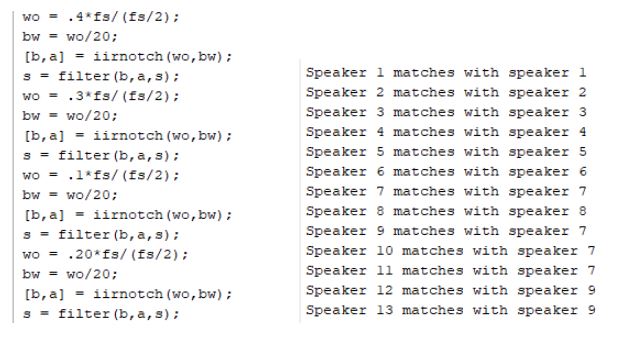 wo = .4*fs/(fs/2);
bw = wo/20;
[b,a] = iirnotch(wo,bw);
s = filter(b,a,s);
wo = .3*fs/(fs/2);
bw = wo/20;
[b,a] = iirnotch(wo,bw);
s = filter(b,a,s);
wo = .1*fs/(fs/2);
bw = wo/20;
[b,a] = iirnotch(wo,bw);
s = filter(b,a,s);
wo = .20*fs/(fs/2);
bw = wo/20;
[b,a] = iirnotch(wo,bw);
s = filter(b,a,s);
Speaker 1 matches with speaker 1
Speaker 2 matches with speaker 2
Speaker 3 matches with speaker 3
Speaker 4 matches with speaker 4
Speaker 5 matches with speaker 5
Speaker 6 matches with speaker 6
Speaker 7 matches with speaker 7
Speaker 8 matches with speaker 8
Speaker 9 matches with speaker 7
Speaker 10 matches with speaker 7
Speaker 11 matches with speaker 7
Speaker 12 matches with speaker 9
Speaker 13 matches with speaker 9